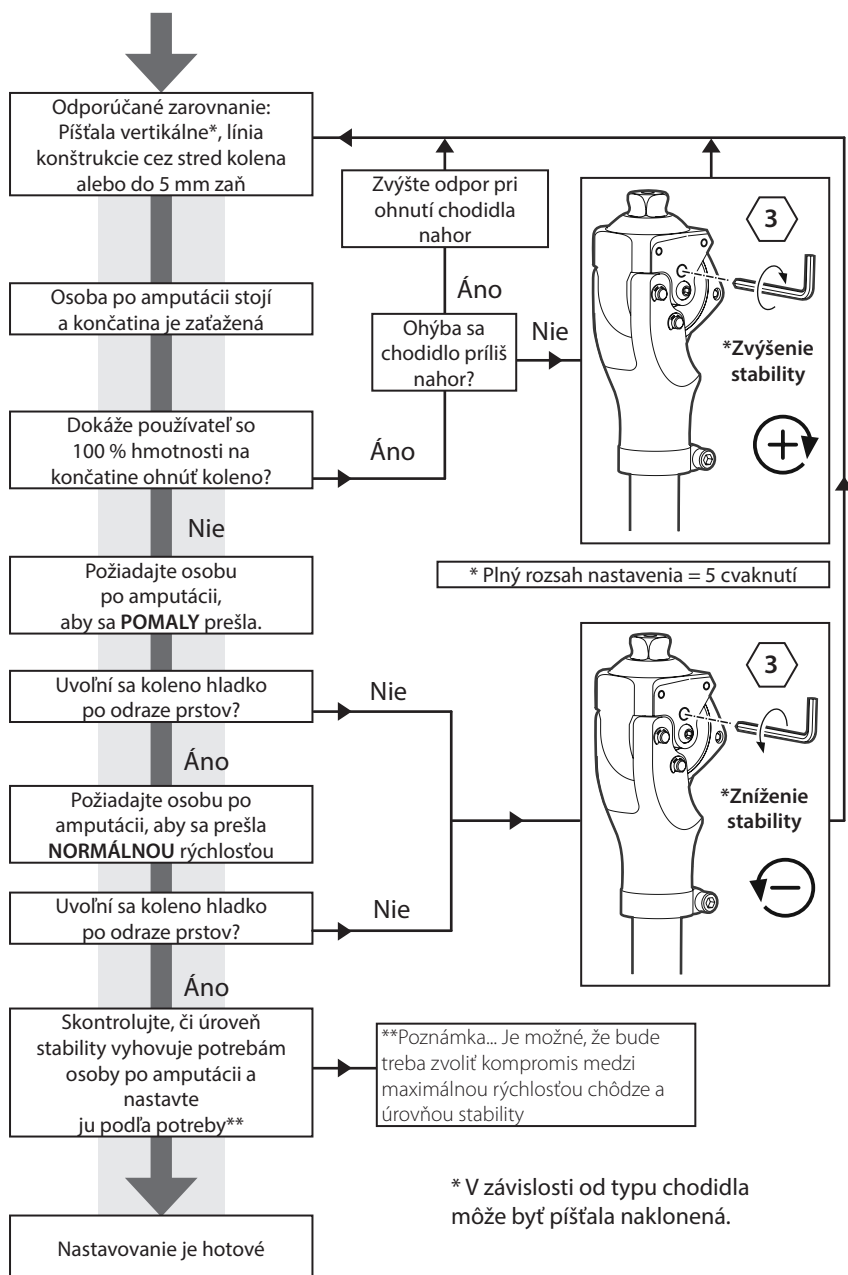 Odporúčané zarovnanie:
Píšťala vertikálne*, línia
konštrukcie cez stred kolena
alebo do 5 mm zaň
Zvýšte odpor pri
ohnutí chodidla
nahor
3
Osoba po amputácii stojí
a končatina je zaťažená
Áno
Ohýba sa
chodidlo príliš
nahor?
Nie
*Zvýšenie
stability
Dokáže používateľ so
100 % hmotnosti na
končatine ohnúť koleno?
Áno
Nie
Požiadajte osobu
po amputácii,
aby sa POMALY prešla.
* Plný rozsah nastavenia = 5 cvaknutí
Uvoľní sa koleno hladko
po odraze prstov?
Nie
3
Áno
Požiadajte osobu po
amputácii, aby sa prešla
NORMÁLNOU rýchlosťou
*Zníženie
stability
Uvoľní sa koleno hladko
po odraze prstov?
Nie
Áno
Skontrolujte, či úroveň
stability vyhovuje potrebám
osoby po amputácii a
nastavte
ju podľa potreby**
**Poznámka... Je možné, že bude
treba zvoliť kompromis medzi
maximálnou rýchlosťou chôdze a
úrovňou stability
* V závislosti od typu chodidla
môže byť píšťala naklonená.
Nastavovanie je hotové